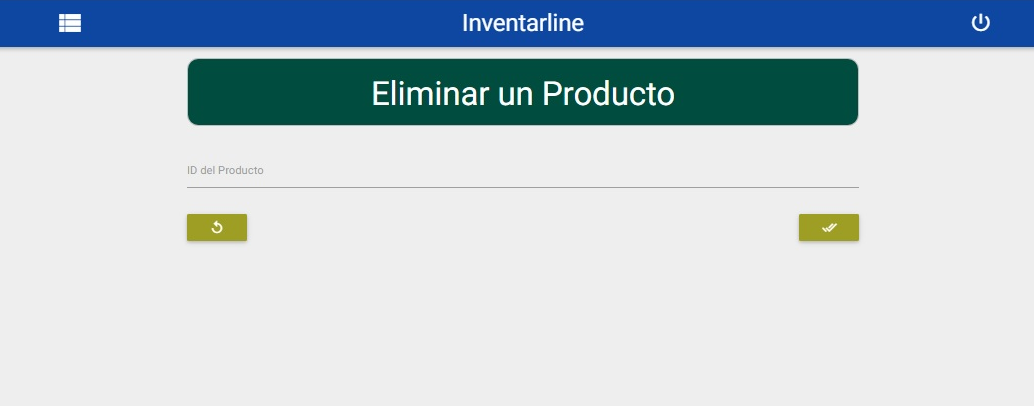 Inventarline
Eliminar un Producto
ID del Producto